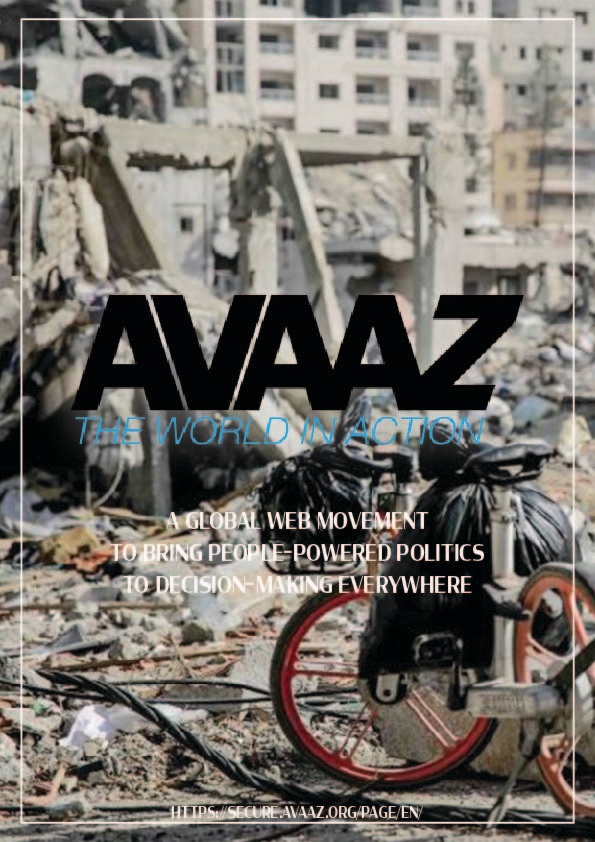 AVAAZ
THE WORLD IN ACTION
A GLOBAL WEB MOVEMENT
TO BRING PEOPLE-POWERED POLITICS
TO DECISION-MAKING EVERYWHERE
HTTPS://SECURE.AVAAZ.ORG/PAGE/EN/